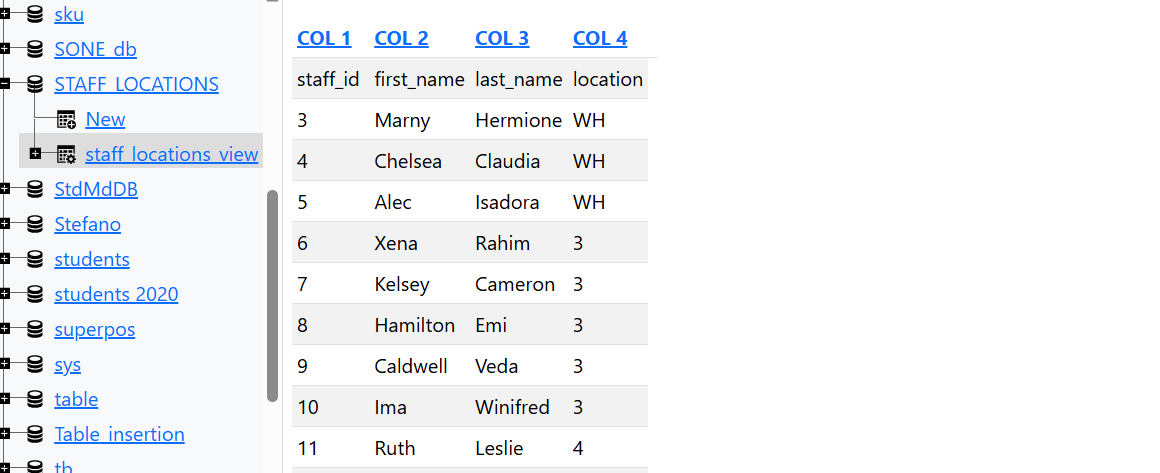 sku
SONE_db
STAFF_LOCATIONS
New
staff_locations_view
StdMdDB
Stefano
students
students 2020
superpos
sys
table
Table_insertion
tb
COL 1 COL 2 COL 3 COL 4
staff_id first_name last_name location
3 Marny Hermione WH
4 Chelsea Claudia WH
5 Alec Isadora WH
6 Xena Rahim 3
7 Kelsey Cameron 3
8 Hamilton Emi 3
9 Caldwell Veda 3
10 Ima Winifred 3
11 Ruth Leslie 4